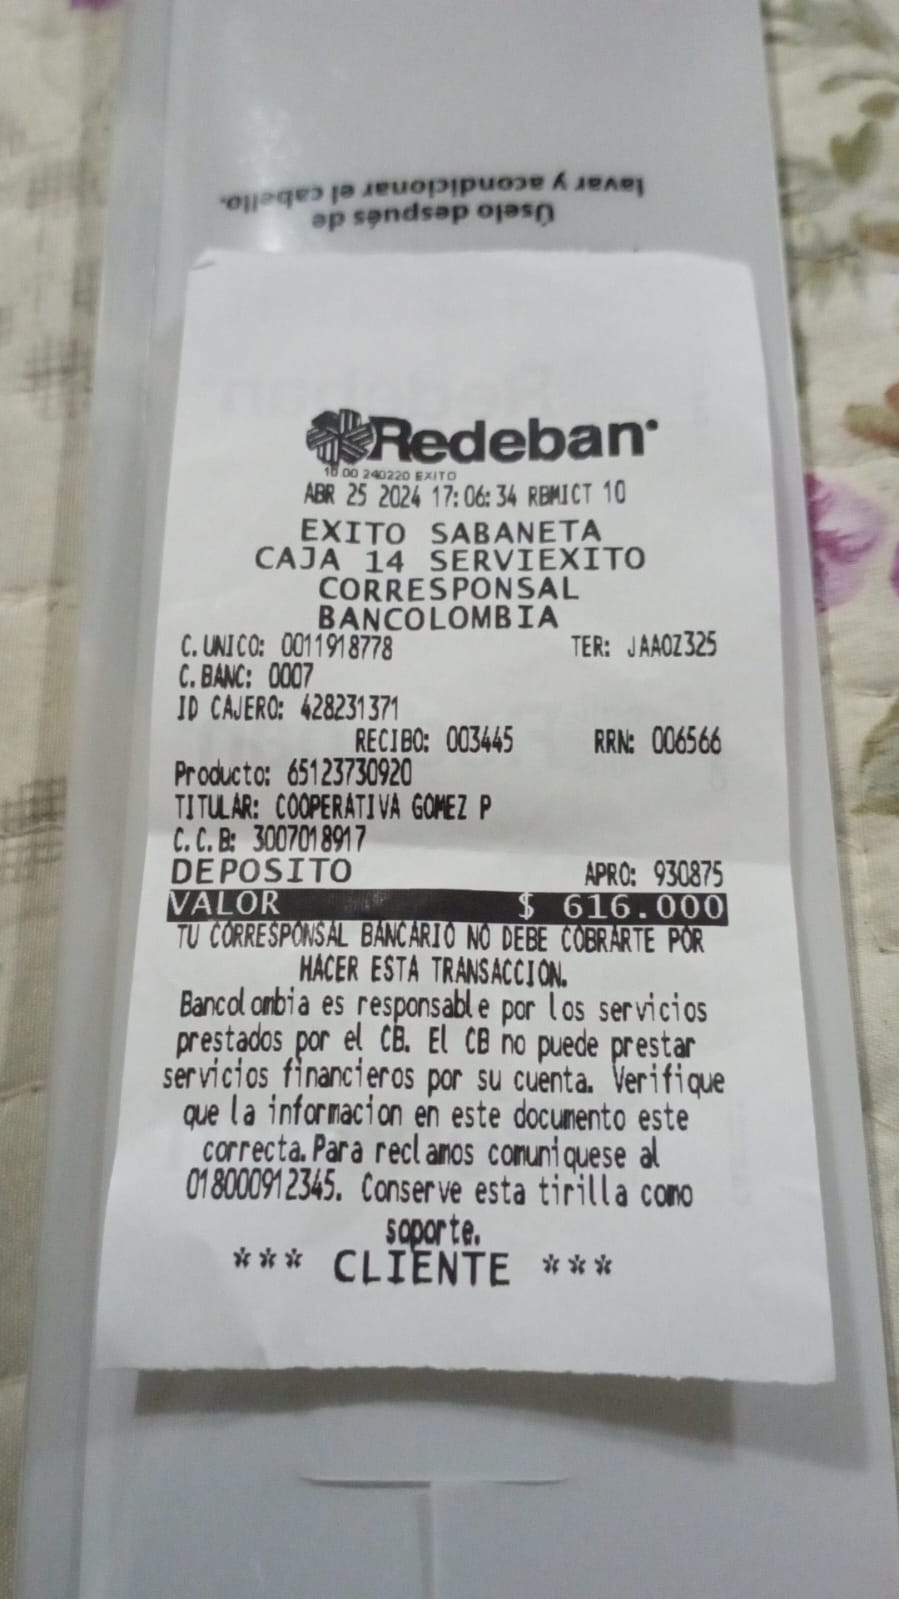 Úselo después de
lavar y acondicionar el cabello.
Redeban
10.00 240220 EXITO
ABR 25 2024 17:06:34 RBMICT 10
EXITO SABANETA
CAJA 14 SERVIEXITO
CORRESPONSAL
BANCOLOMBIA
C. UNICO: 0011918778 TER: JAAOZ325
C. BANC: 0007
ID CAJERO: 428231371
RECIBO: 003445 RRN: 006566
Producto: 65123730920
TITULAR: COOPERATIVA GOMEZ P
C. C. B: 3007018917
DEPOSITO APRO: 930875
VALOR $ 616.000
TU CORRESPONSAL BANCARIO NO DEBE COBRARTE POR
HACER ESTA TRANSACCION.
Bancolombia es responsable por los servicios
prestados por el CB. El CB no puede prestar
servicios financieros por su cuenta. Verifique
que la informacion en este documento este
correcta. Para reclamos comuniquese al
018000912345. Conserve esta tirilla como
soporte.
*** CLIENTE ***